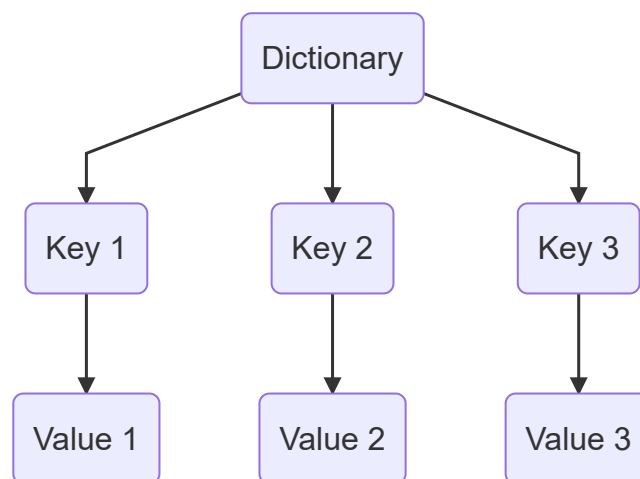 Dictionary
Key 1
Key 2
Key 3
Value 1
Value 2
Value 3